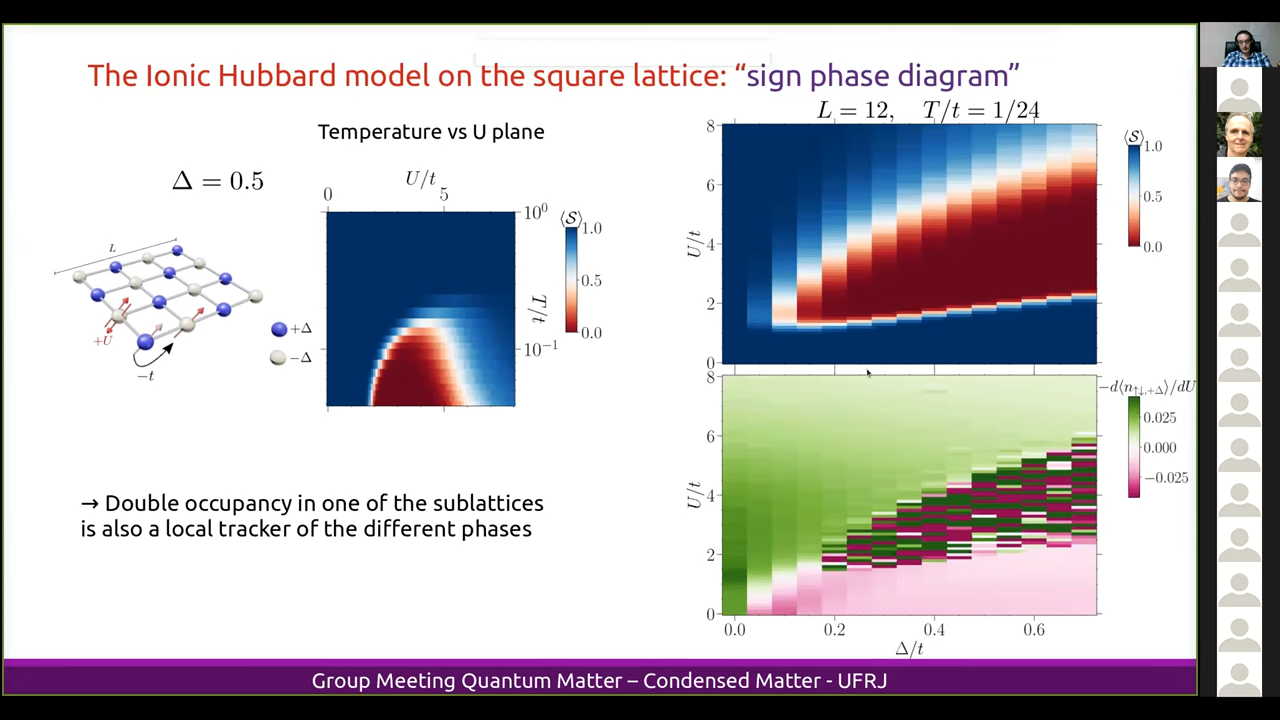 The Ionic Hubbard model on the square lattice: “sign phase diagram”
Temperature vs U plane
Δ = 0.5
L
+U
−t
+Δ
−Δ
U/t
0 5
10⁰
10⁻¹
T/t
⟨S⟩
1.0
0.5
0.0
→ Double occupancy in one of the sublattices
is also a local tracker of the different phases
L = 12, T/t = 1/24
8
6
4
2
0
U/t
⟨S⟩
1.0
0.5
0.0
8
6
4
2
0
U/t
−d⟨n↑↓,+Δ⟩/dU
0.025
0.000
−0.025
0.0 0.2 0.4 0.6
Δ/t
Group Meeting Quantum Matter – Condensed Matter - UFRJ